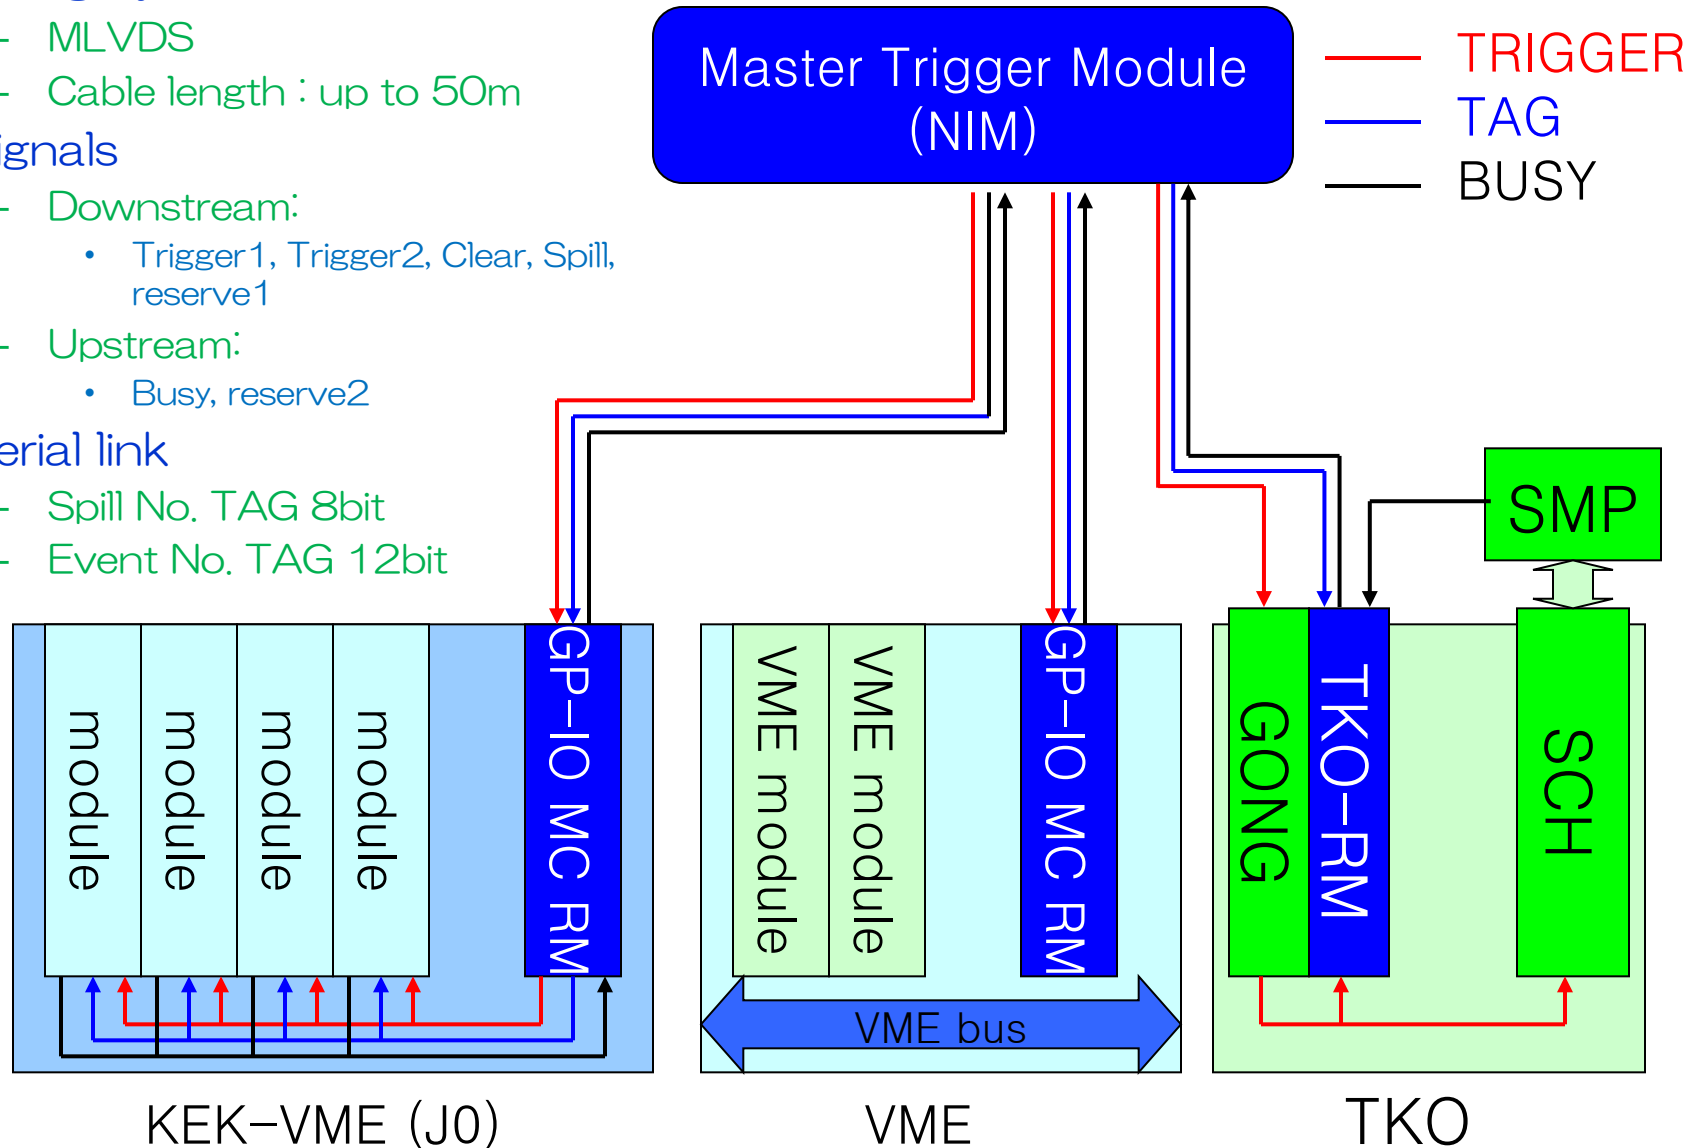 - MLVDS
- Cable length : up to 50m
ignals
- Downstream:
• Trigger1, Trigger2, Clear, Spill,
reserve1
- Upstream:
• Busy, reserve2
erial link
- Spill No. TAG 8bit
- Event No. TAG 12bit
Master Trigger Module
(NIM)
TRIGGER
TAG
BUSY
SMP
module
module
module
module
GP-IO MC RM
VME module
VME module
GP-IO MC RM
GONG
TKO-RM
SCH
VME bus
KEK-VME (J0)
VME
TKO